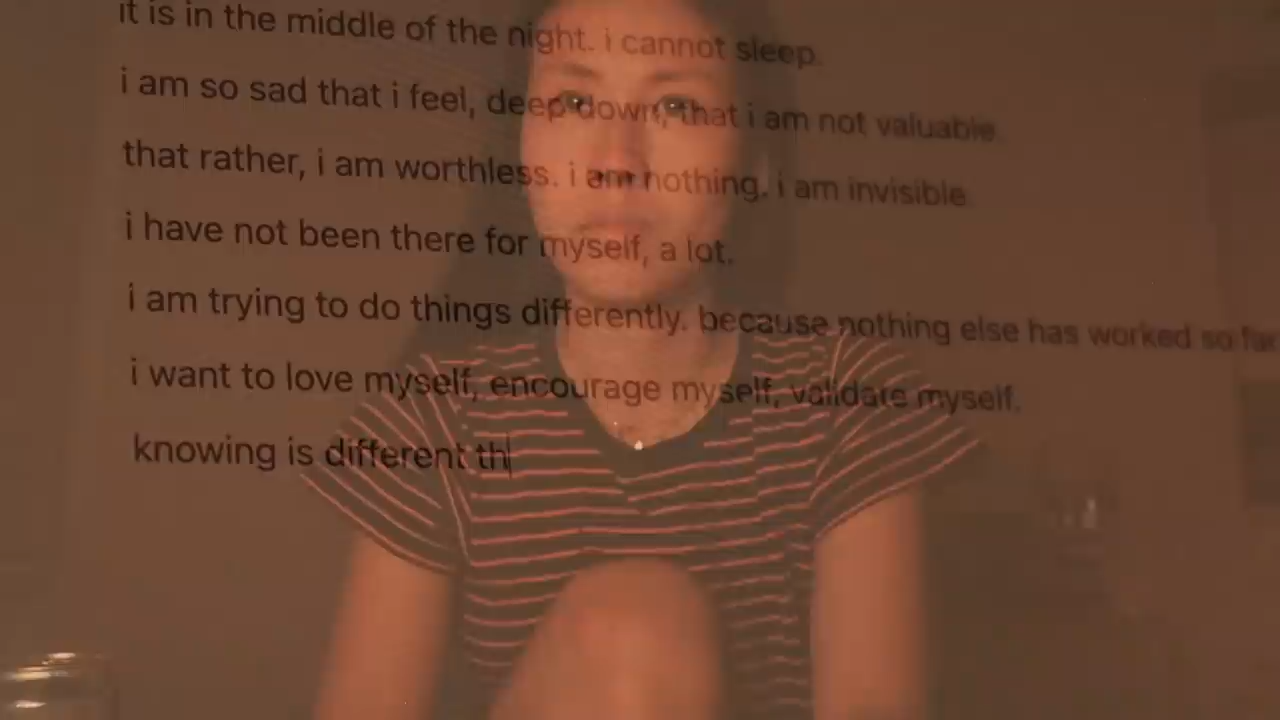 it is in the middle of the night. i cannot sleep.
i am so sad that i feel, deep down, that i am not valuable.
that rather, i am worthless. i am nothing. i am invisible.
i have not been there for myself, a lot.
i am trying to do things differently. because nothing else has worked so far
i want to love myself, encourage myself, validate myself.
knowing is different th